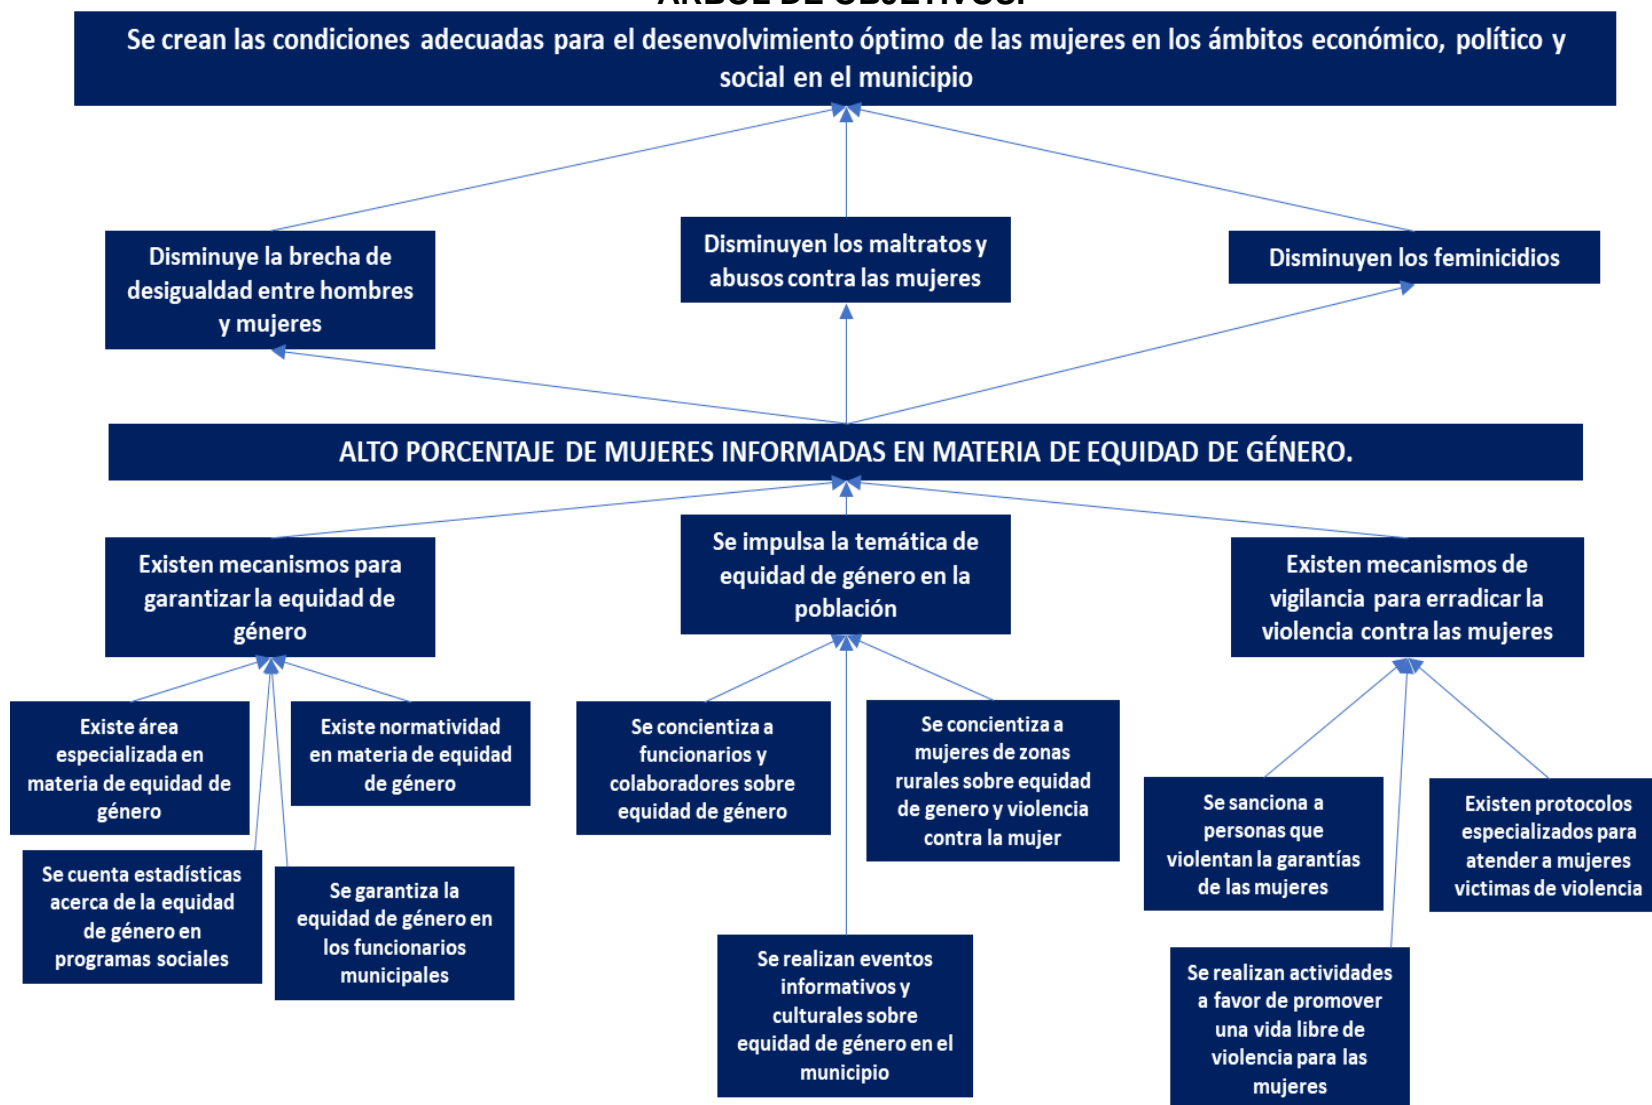 ÁRBOL DE OBJETIVOS.
Se crean las condiciones adecuadas para el desenvolvimiento óptimo de las mujeres en los ámbitos económico, político y
social en el municipio
Disminuye la brecha de
desigualdad entre hombres
y mujeres
Disminuyen los maltratos y
abusos contra las mujeres
Disminuyen los feminicidios
ALTO PORCENTAJE DE MUJERES INFORMADAS EN MATERIA DE EQUIDAD DE GÉNERO.
Existen mecanismos para
garantizar la equidad de
género
Se impulsa la temática de
equidad de género en la
población
Existen mecanismos de
vigilancia para erradicar la
violencia contra las mujeres
Existe área
especializada en
materia de equidad de
género
Existe normatividad
en materia de equidad
de género
Se cuenta estadísticas
acerca de la equidad
de género en
programas sociales
Se garantiza la
equidad de género en
los funcionarios
municipales
Se concientiza a
funcionarios y
colaboradores sobre
equidad de género
Se concientiza a
mujeres de zonas
rurales sobre equidad
de genero y violencia
contra la mujer
Se realizan eventos
informativos y
culturales sobre
equidad de género en el
municipio
Se sanciona a
personas que
violentan la garantías
de las mujeres
Existen protocolos
especializados para
atender a mujeres
victimas de violencia
Se realizan actividades
a favor de promover
una vida libre de
violencia para las
mujeres